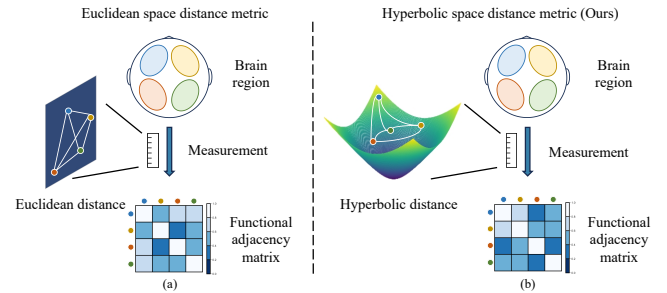 Euclidean space distance metric
Brain
region
Measurement
Euclidean distance
Functional
adjacency
matrix
(a)
Hyperbolic space distance metric (Ours)
Brain
region
Measurement
Hyperbolic distance
Functional
adjacency
matrix
(b)